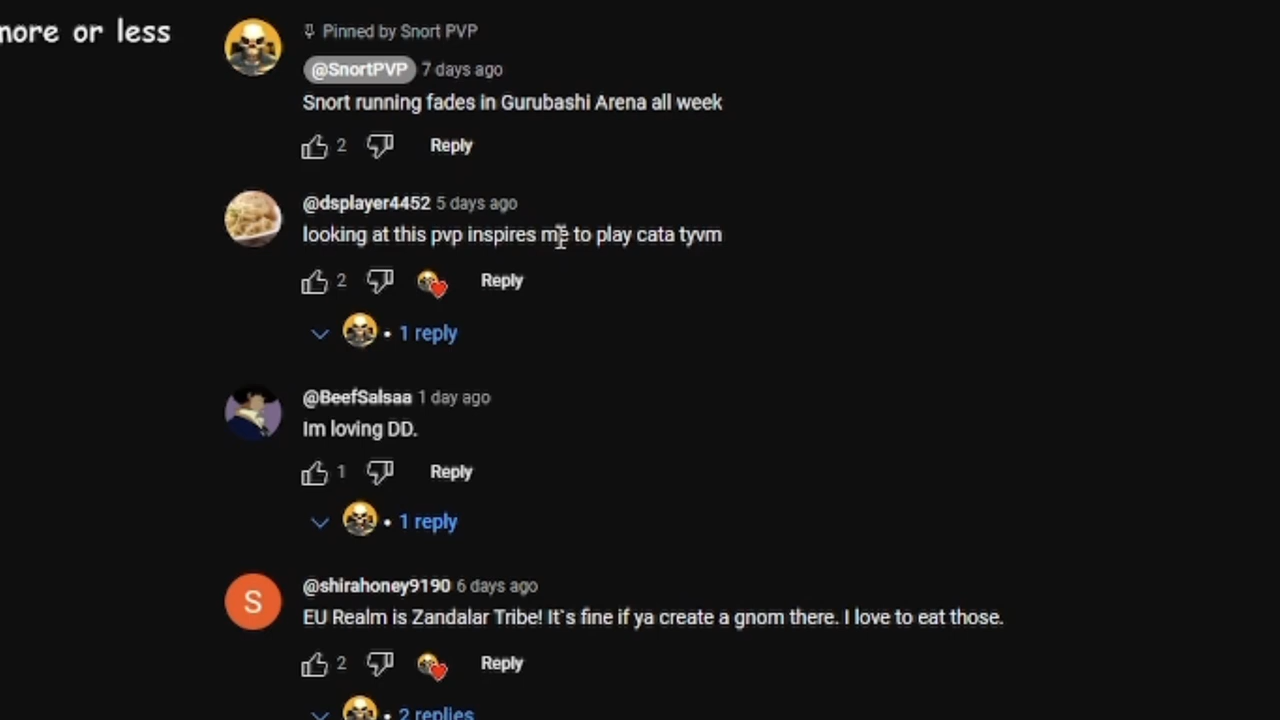 more or less
Pinned by Snort PVP
@SnortPVP 7 days ago
Snort running fades in Gurubashi Arena all week
2 Reply
@dsplayer4452 5 days ago
looking at this pvp inspires me to play cata tyvm
2 Reply
• 1 reply
@BeefSalsaa 1 day ago
Im loving DD.
1 Reply
• 1 reply
S
@shirahoney9190 6 days ago
EU Realm is Zandalar Tribe! It`s fine if ya create a gnom there. I love to eat those.
2 Reply
• 2 replies